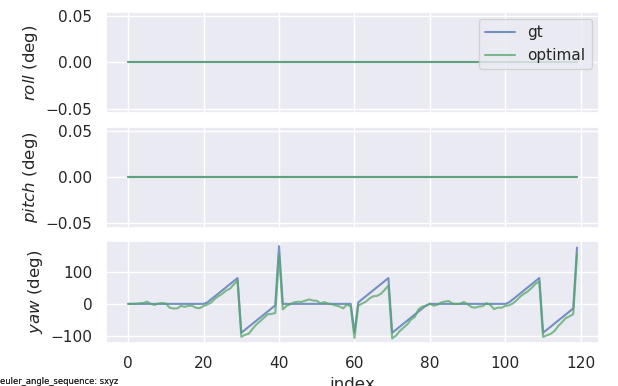 0.05
0.00
−0.05
roll (deg)
gt
optimal
0.05
0.00
−0.05
pitch (deg)
100
0
−100
yaw (deg)
0 20 40 60 80 100 120
index
euler_angle_sequence: sxyz